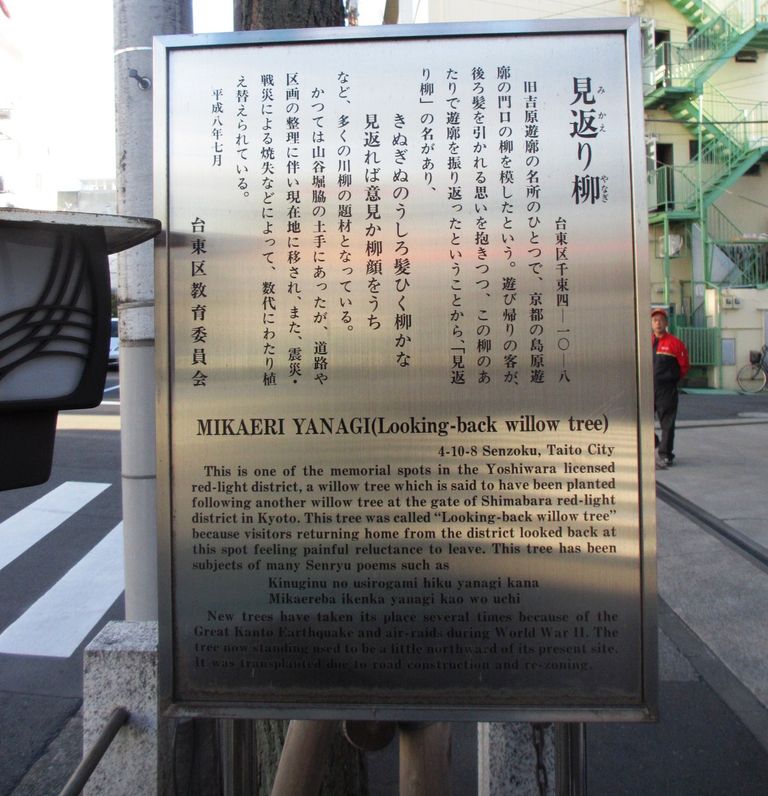 見返り柳
みかえ
やなぎ
台東区千束四―一〇―八
旧吉原遊廓の名所のひとつで、京都の島原遊
廓の門口の柳を模したという。遊び帰りの客が、
後ろ髪を引かれる思いを抱きつつ、この柳のあ
たりで遊廓を振り返ったということから、「見返
り柳」の名があり、
きぬぎぬのうしろ髪ひく柳かな
見返れば意見か柳顔をうち
など、多くの川柳の題材となっている。
かつては山谷堀脇の土手にあったが、道路や
区画の整理に伴い現在地に移され、また、震災・
戦災による焼失などによって、数代にわたり植
え替えられている。
平成八年七月
台東区教育委員会
MIKAERI YANAGI(Looking-back willow tree)
4-10-8 Senzoku, Taito City
This is one of the memorial spots in the Yoshiwara licensed
red-light district, a willow tree which is said to have been planted
following another willow tree at the gate of Shimabara red-light
district in Kyoto. This tree was called "Looking-back willow tree"
because visitors returning home from the district looked back at
this spot feeling painful reluctance to leave. This tree has been
subjects of many Senryu poems such as
Kinuginu no usirogami hiku yanagi kana
Mikaereba ikenka yanagi kao wo uchi
New trees have taken its place several times because of the
Great Kanto Earthquake and air-raids during World War II. The
tree now standing used to be a little northward of its present site.
It was transplanted due to road construction and re-zoning.